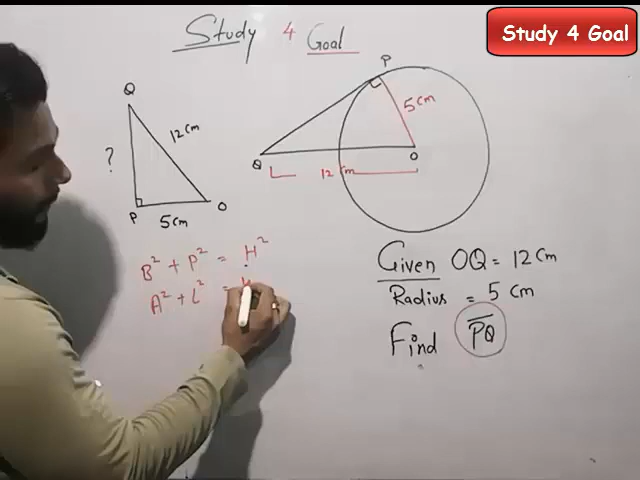 Study 4 Goal
Study 4 Goal
Q
12 cm
?
P
5 cm
O
P
5 cm
Q
O
12 cm
B² + P² = H²
A² + L² =
Given OQ = 12 cm
Radius = 5 cm
Find PQ